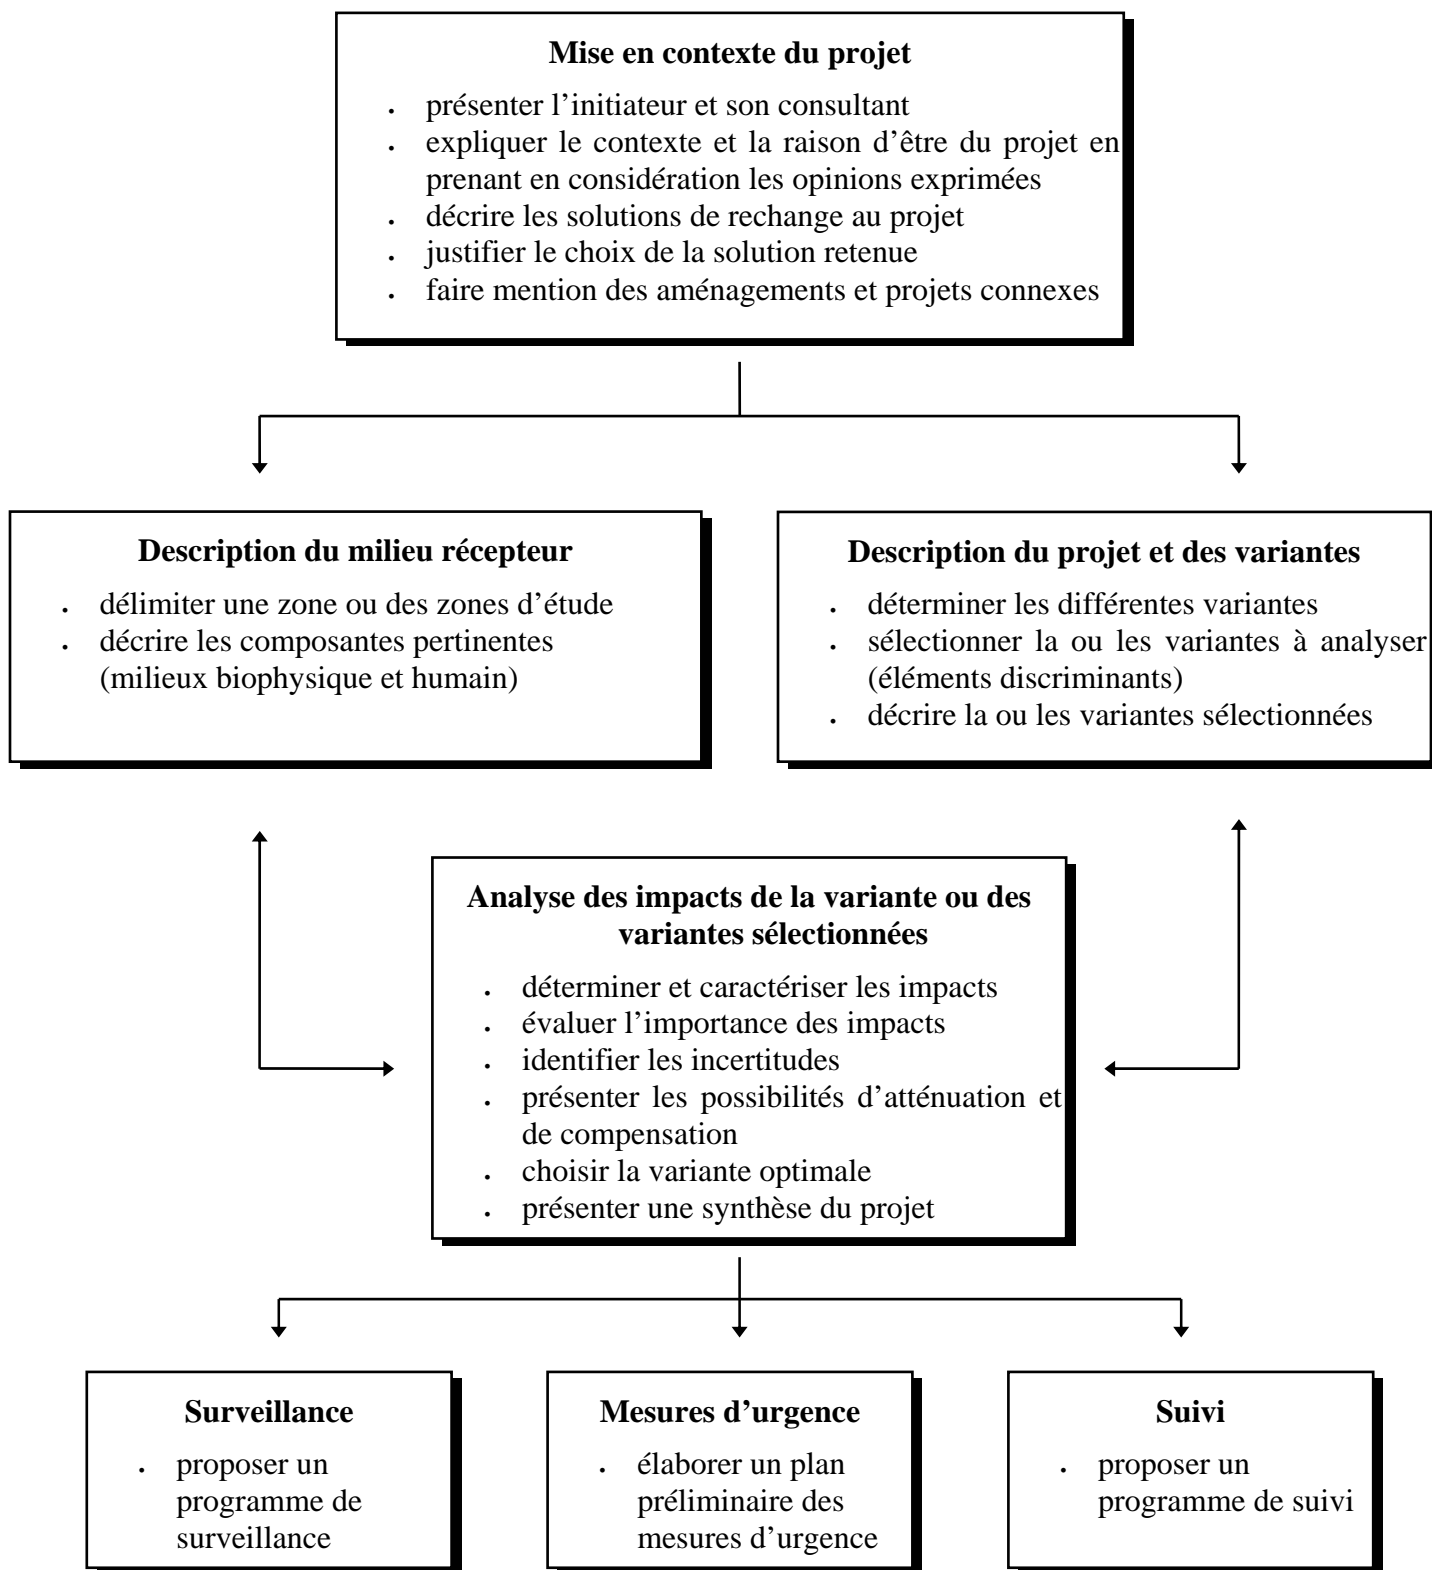 Mise en contexte du projet
. présenter l’initiateur et son consultant
. expliquer le contexte et la raison d’être du projet en
prenant en considération les opinions exprimées
. décrire les solutions de rechange au projet
. justifier le choix de la solution retenue
. faire mention des aménagements et projets connexes
Description du milieu récepteur
. délimiter une zone ou des zones d’étude
. décrire les composantes pertinentes
(milieux biophysique et humain)
Description du projet et des variantes
. déterminer les différentes variantes
. sélectionner la ou les variantes à analyser
(éléments discriminants)
. décrire la ou les variantes sélectionnées
Analyse des impacts de la variante ou des
variantes sélectionnées
. déterminer et caractériser les impacts
. évaluer l’importance des impacts
. identifier les incertitudes
. présenter les possibilités d’atténuation et
de compensation
. choisir la variante optimale
. présenter une synthèse du projet
Surveillance
. proposer un
programme de
surveillance
Mesures d’urgence
. élaborer un plan
préliminaire des
mesures d’urgence
Suivi
. proposer un
programme de suivi